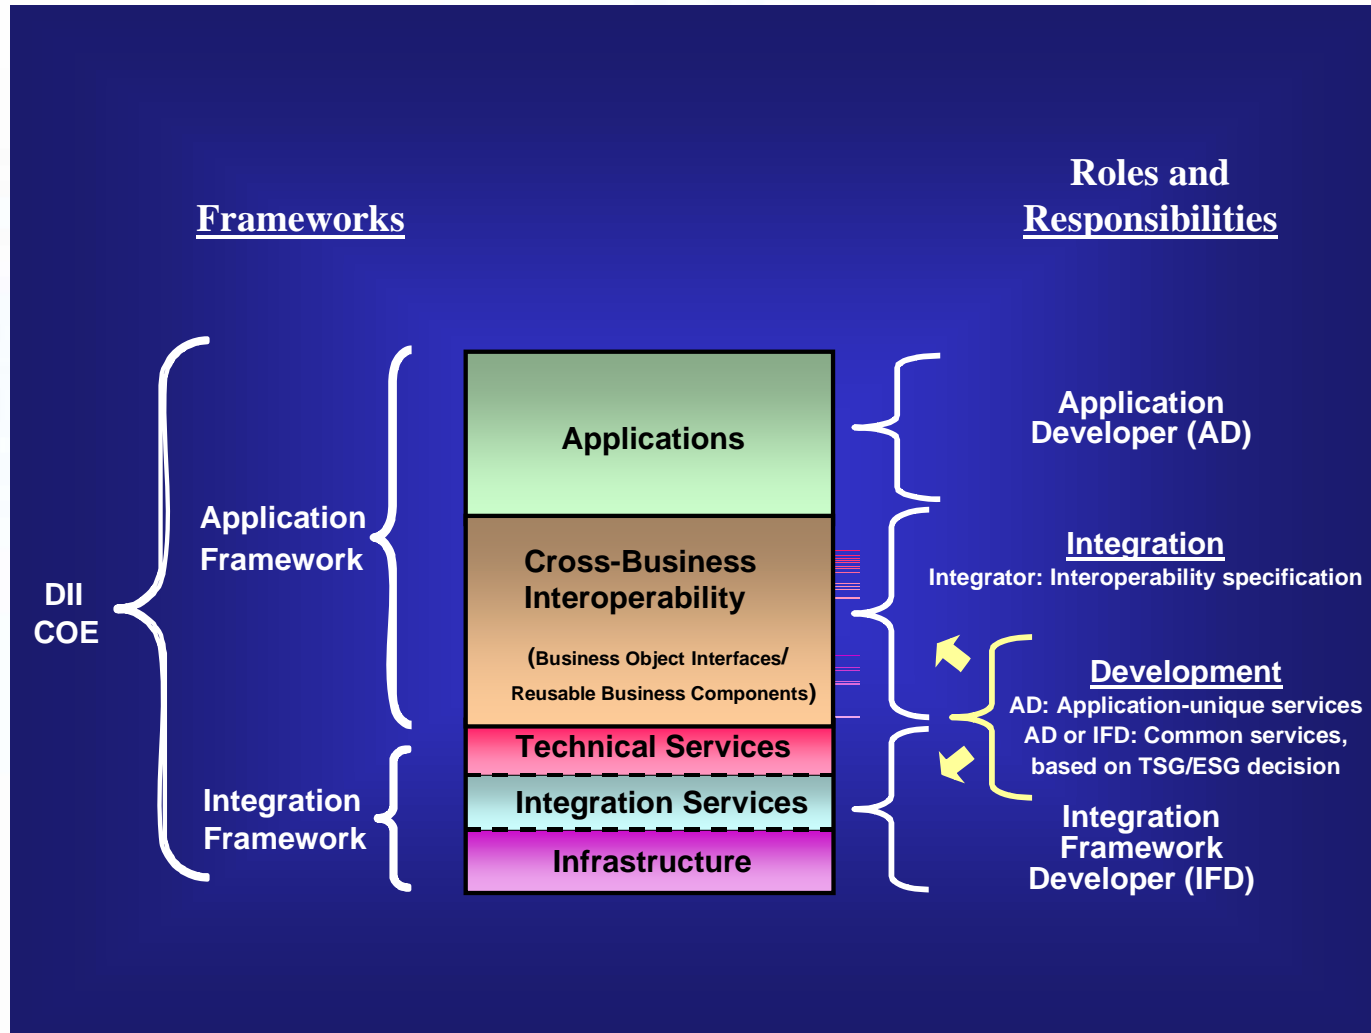 Frameworks
Roles and
Responsibilities
DII
COE
Application
Framework
Integration
Framework
Applications
Cross-Business
Interoperability
(Business Object Interfaces/
Reusable Business Components)
Technical Services
Integration Services
Infrastructure
Application
Developer (AD)
Integration
Integrator: Interoperability specification
Development
AD: Application-unique services
AD or IFD: Common services,
based on TSG/ESG decision
Integration
Framework
Developer (IFD)